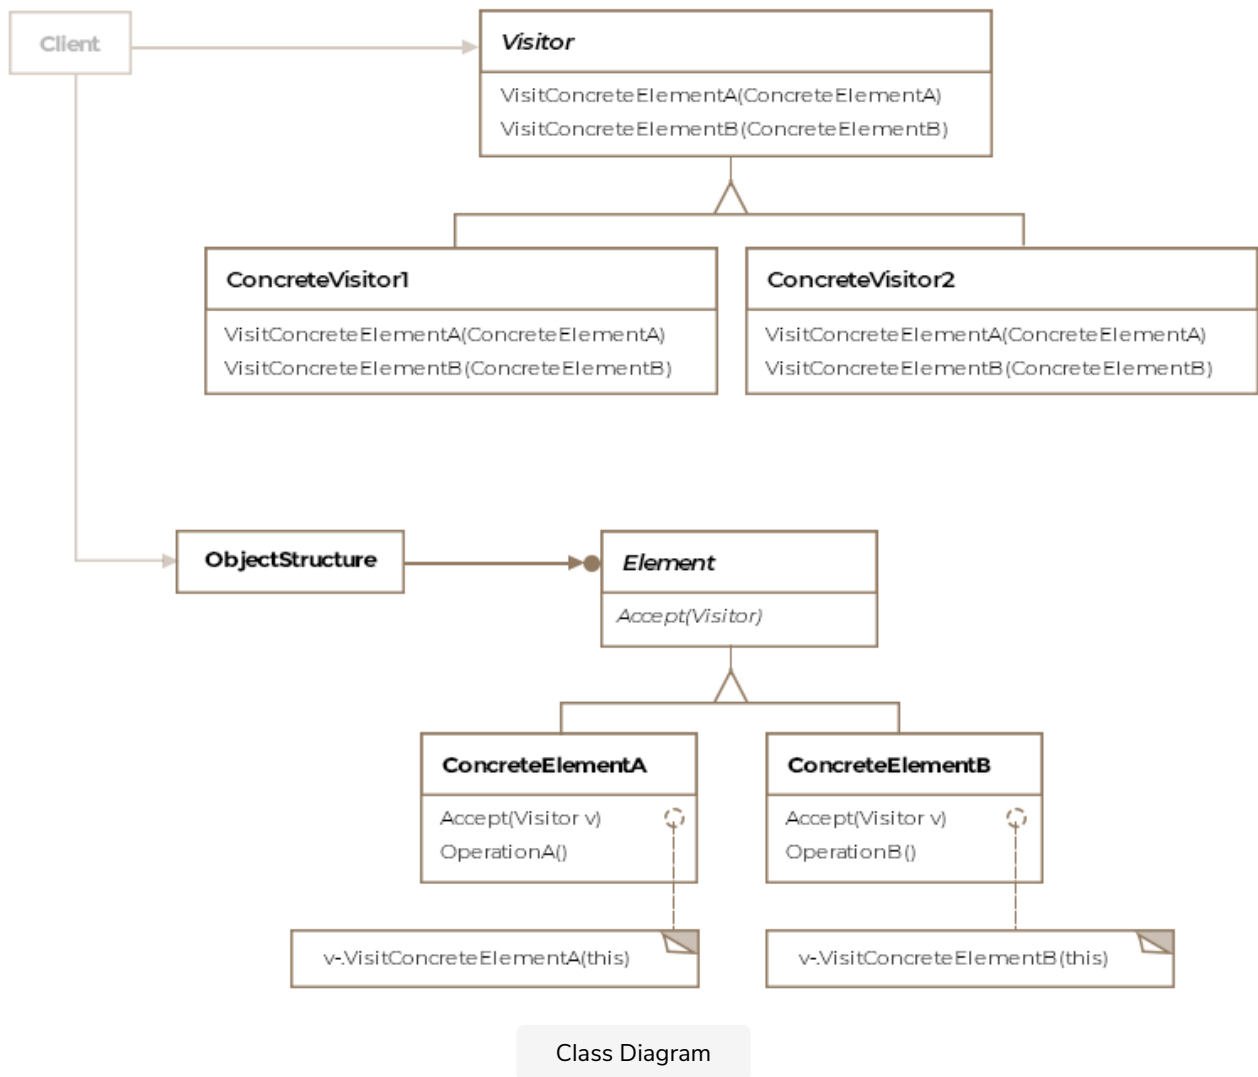 Client
Visitor
VisitConcreteElementA(ConcreteElementA)
VisitConcreteElementB(ConcreteElementB)
ConcreteVisitor1
VisitConcreteElementA(ConcreteElementA)
VisitConcreteElementB(ConcreteElementB)
ConcreteVisitor2
VisitConcreteElementA(ConcreteElementA)
VisitConcreteElementB(ConcreteElementB)
ObjectStructure
Element
Accept(Visitor)
ConcreteElementA
Accept(Visitor v)
OperationA()
ConcreteElementB
Accept(Visitor v)
OperationB()
v-.VisitConcreteElementA(this)
v-.VisitConcreteElementB(this)
Class Diagram